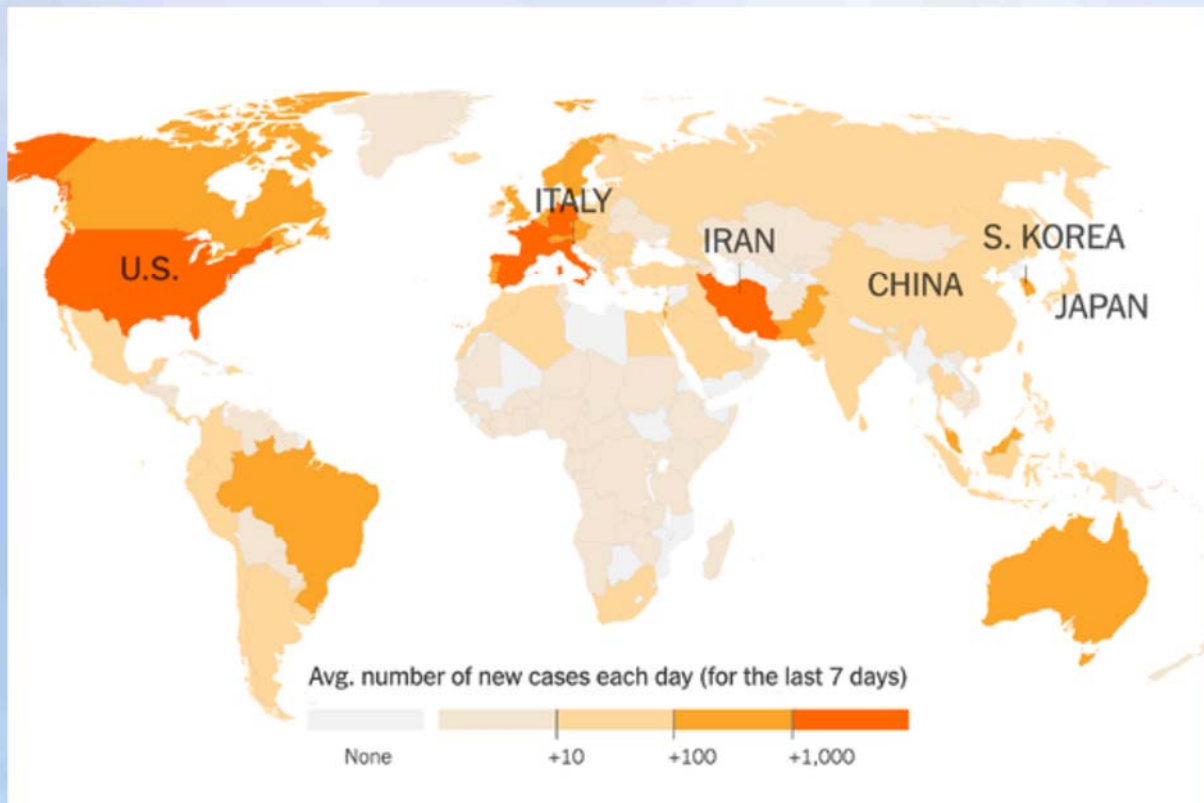 ITALY
IRAN
S. KOREA
U.S.
CHINA
JAPAN
Avg. number of new cases each day (for the last 7 days)
None
+10
+100
+1,000